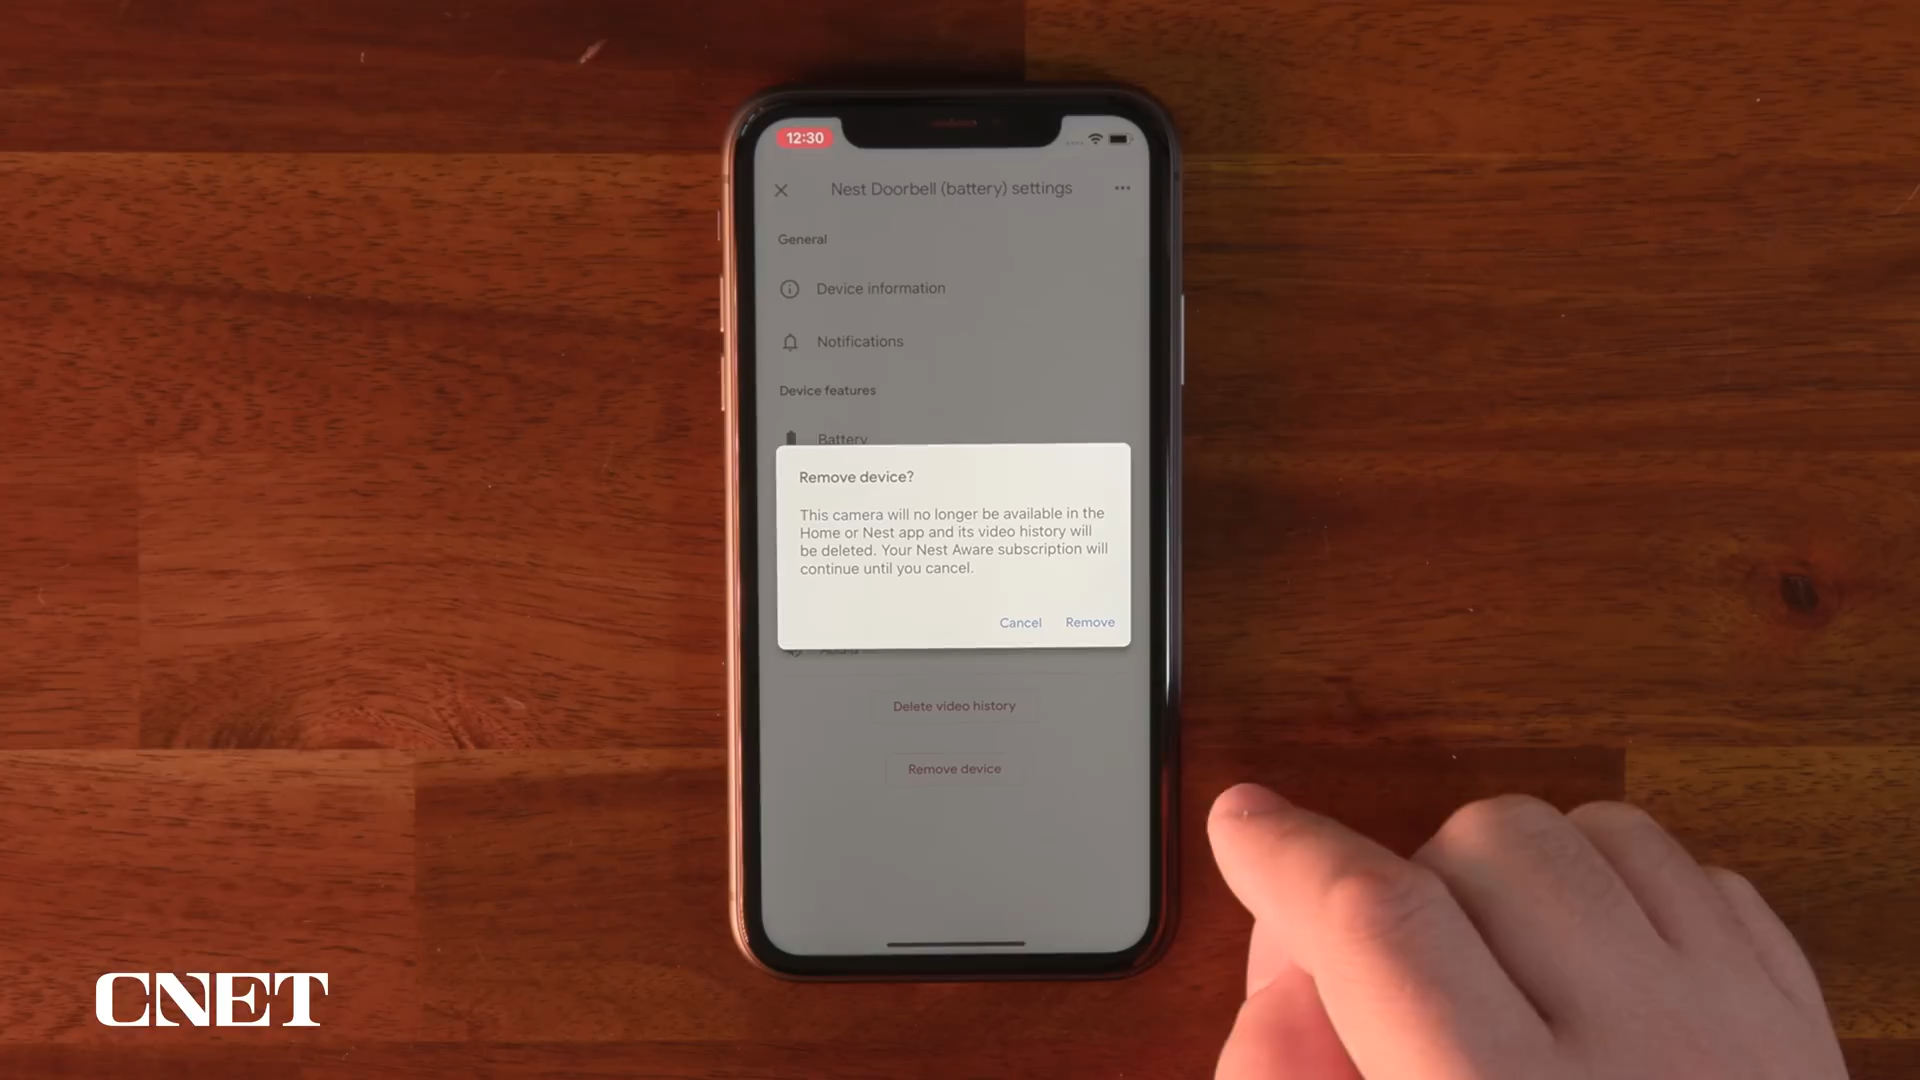 12:30
Nest Doorbell (battery) settings
General
Device information
Notifications
Device features
Battery
Remove device?
This camera will no longer be available in the
Home or Nest app and its video history will
be deleted. Your Nest Aware subscription will
continue until you cancel.
Cancel Remove
Delete video history
Remove device
CNET